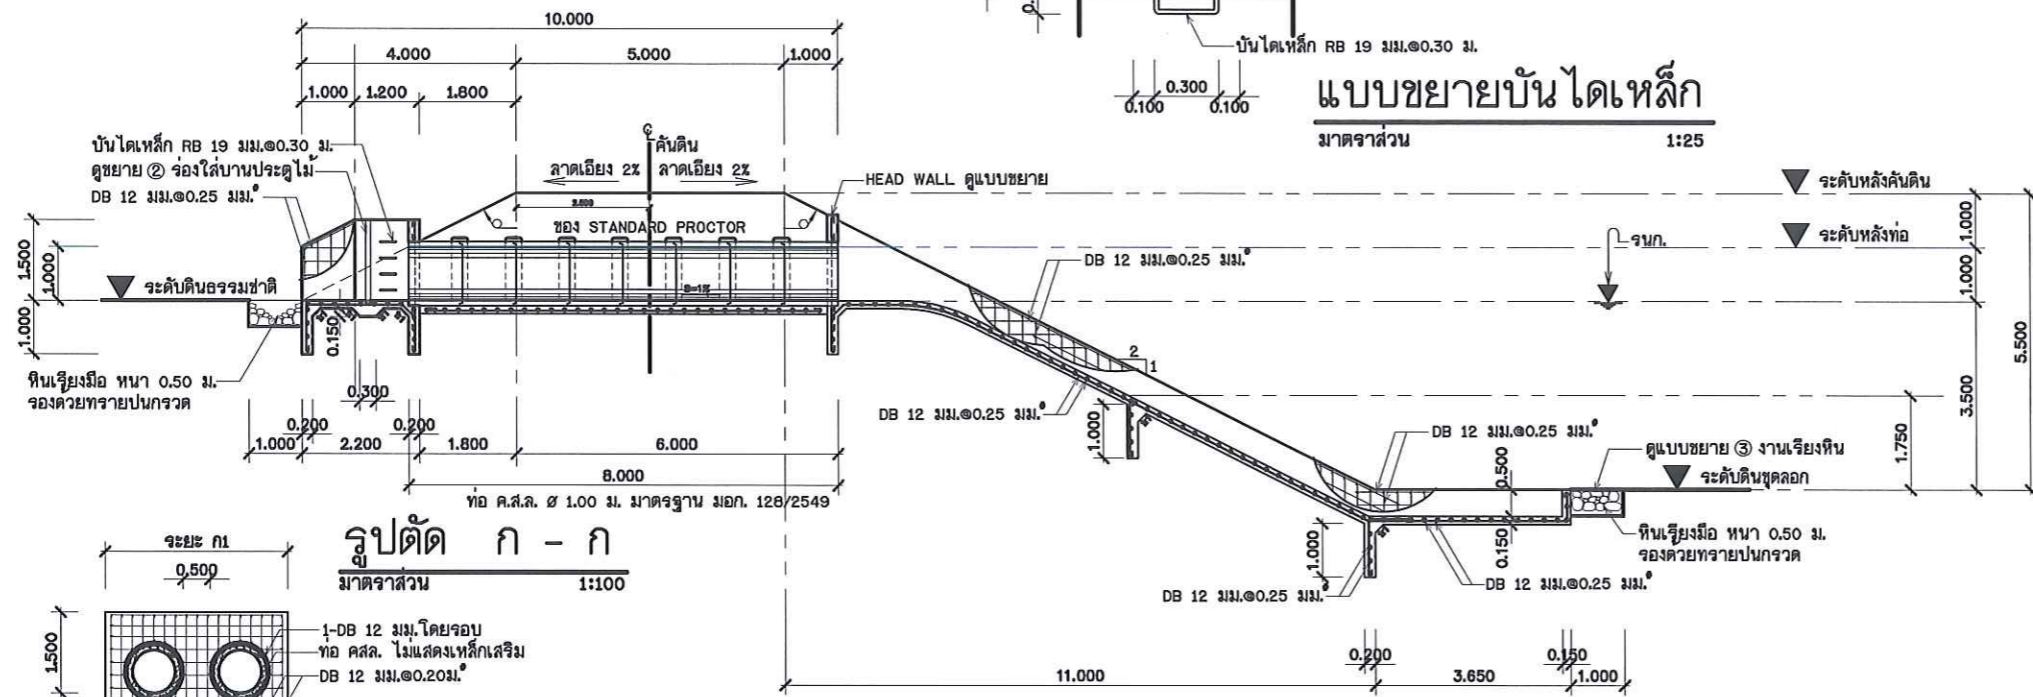 10.000
4.000
5.000
1.000
1.000
1.200
1.800
บันไดเหล็ก RB 19 มม.@0.30 ม.
0.100
0.300
0.100
แบบขยายบันไดเหล็ก
มาตราส่วน 1:25
บันไดเหล็ก RB 19 มม.@0.30 ม.
ดูขยาย ② ร่องใส่บานประตูไม้
DB 12 มม.@0.25 มม.#
คันดิน
ลาดเอียง 2%
ลาดเอียง 2%
HEAD WALL ดูแบบขยาย
ของ STANDARD PROCTOR
ระดับหลังคันดิน
ระดับหลังท่อ
รนก.
1.500
1.000
1.000
ระดับดินธรรมชาติ
S=1%
DB 12 มม.@0.25 มม.#
1.000
1.000
3.500
5.500
1.750
0.150
0.300
หินเรียงมือ หนา 0.50 ม.
รองด้วยทรายปนกรวด
0.200
0.200
1.000
2.200
1.800
6.000
8.000
ท่อ ค.ส.ล. ø 1.00 ม. มาตรฐาน มอก. 128/2549
2
1
DB 12 มม.@0.25 มม.#
1.000
DB 12 มม.@0.25 มม.#
0.500
0.150
ดูแบบขยาย ③ งานเรียงหิน
ระดับดินขุดลอก
หินเรียงมือ หนา 0.50 ม.
รองด้วยทรายปนกรวด
1.000
DB 12 มม.@0.25 มม.#
DB 12 มม.@0.25 มม.#
รูปตัด ก - ก
มาตราส่วน 1:100
ระยะ ก1
0.500
1.500
1-DB 12 มม.โดยรอบ
ท่อ คสล. ไม่แสดงเหล็กเสริม
DB 12 มม.@0.20ม.#
11.000
0.200
3.650
0.150
1.000